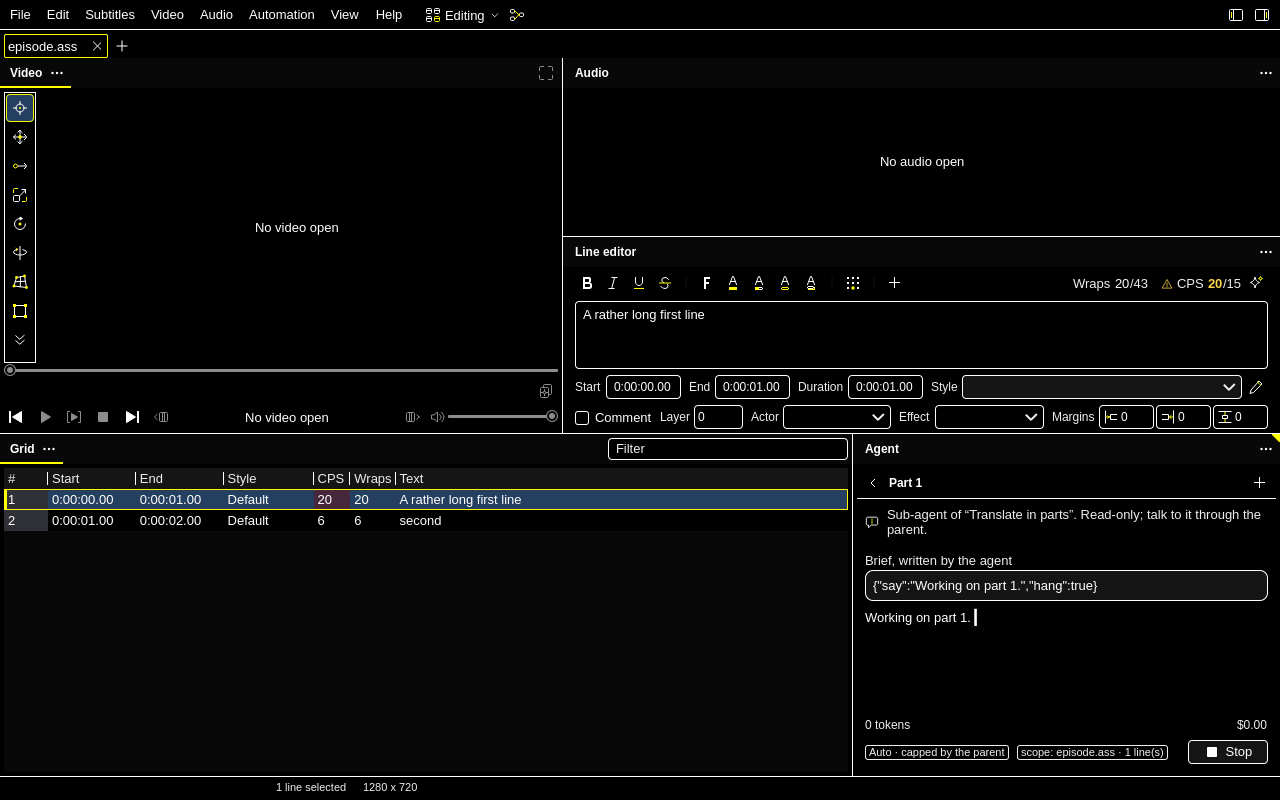 File Edit Subtitles Video Audio Automation View Help Editing
episode.ass
Video
Audio
No video open
No audio open
Line editor
B I U S F A A A A Wraps 20/43 CPS 20/15
A rather long first line
Start 0:00:00.00 End 0:00:01.00 Duration 0:00:01.00 Style
Comment Layer 0 Actor Effect Margins 0 0 0
No video open
Grid
Filter
# Start End Style CPS Wraps Text
1 0:00:00.00 0:00:01.00 Default 20 20 A rather long first line
2 0:00:01.00 0:00:02.00 Default 6 6 second
Agent
Part 1
Sub-agent of “Translate in parts”. Read-only; talk to it through the
parent.
Brief, written by the agent
{"say":"Working on part 1.","hang":true}
Working on part 1.
0 tokens $0.00
Auto · capped by the parent scope: episode.ass · 1 line(s) Stop
1 line selected 1280 x 720